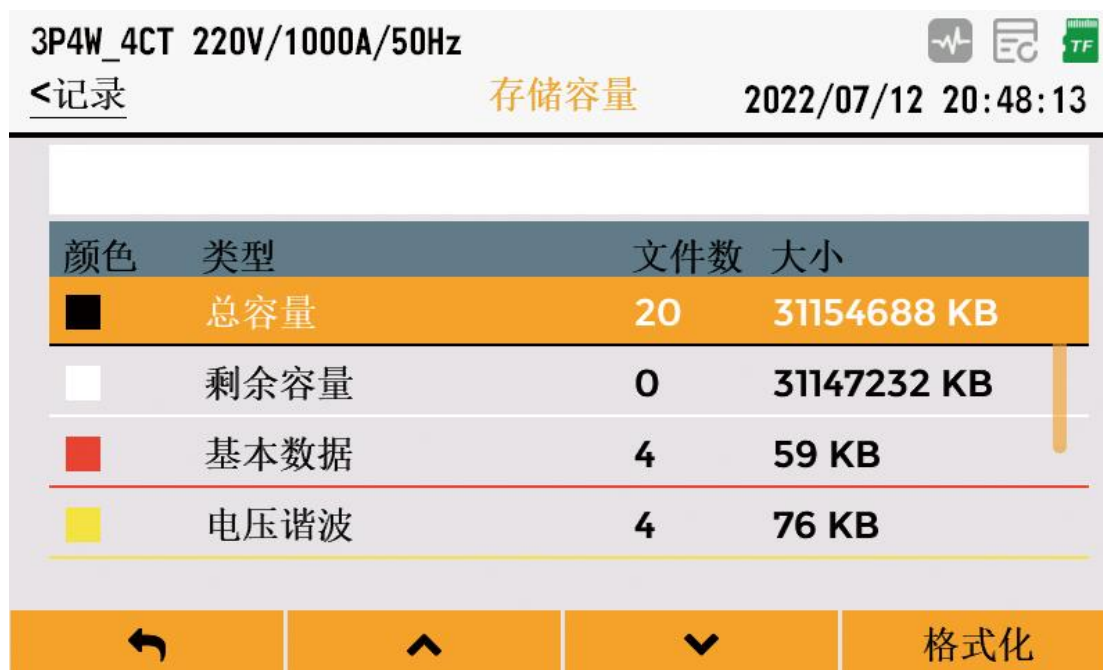 3P4W_4CT 220V/1000A/50Hz
TF
<记录 存储容量 2022/07/12 20:48:13
颜色 类型 文件数 大小
总容量 20 31154688 KB
剩余容量 0 31147232 KB
基本数据 4 59 KB
电压谐波 4 76 KB
格式化